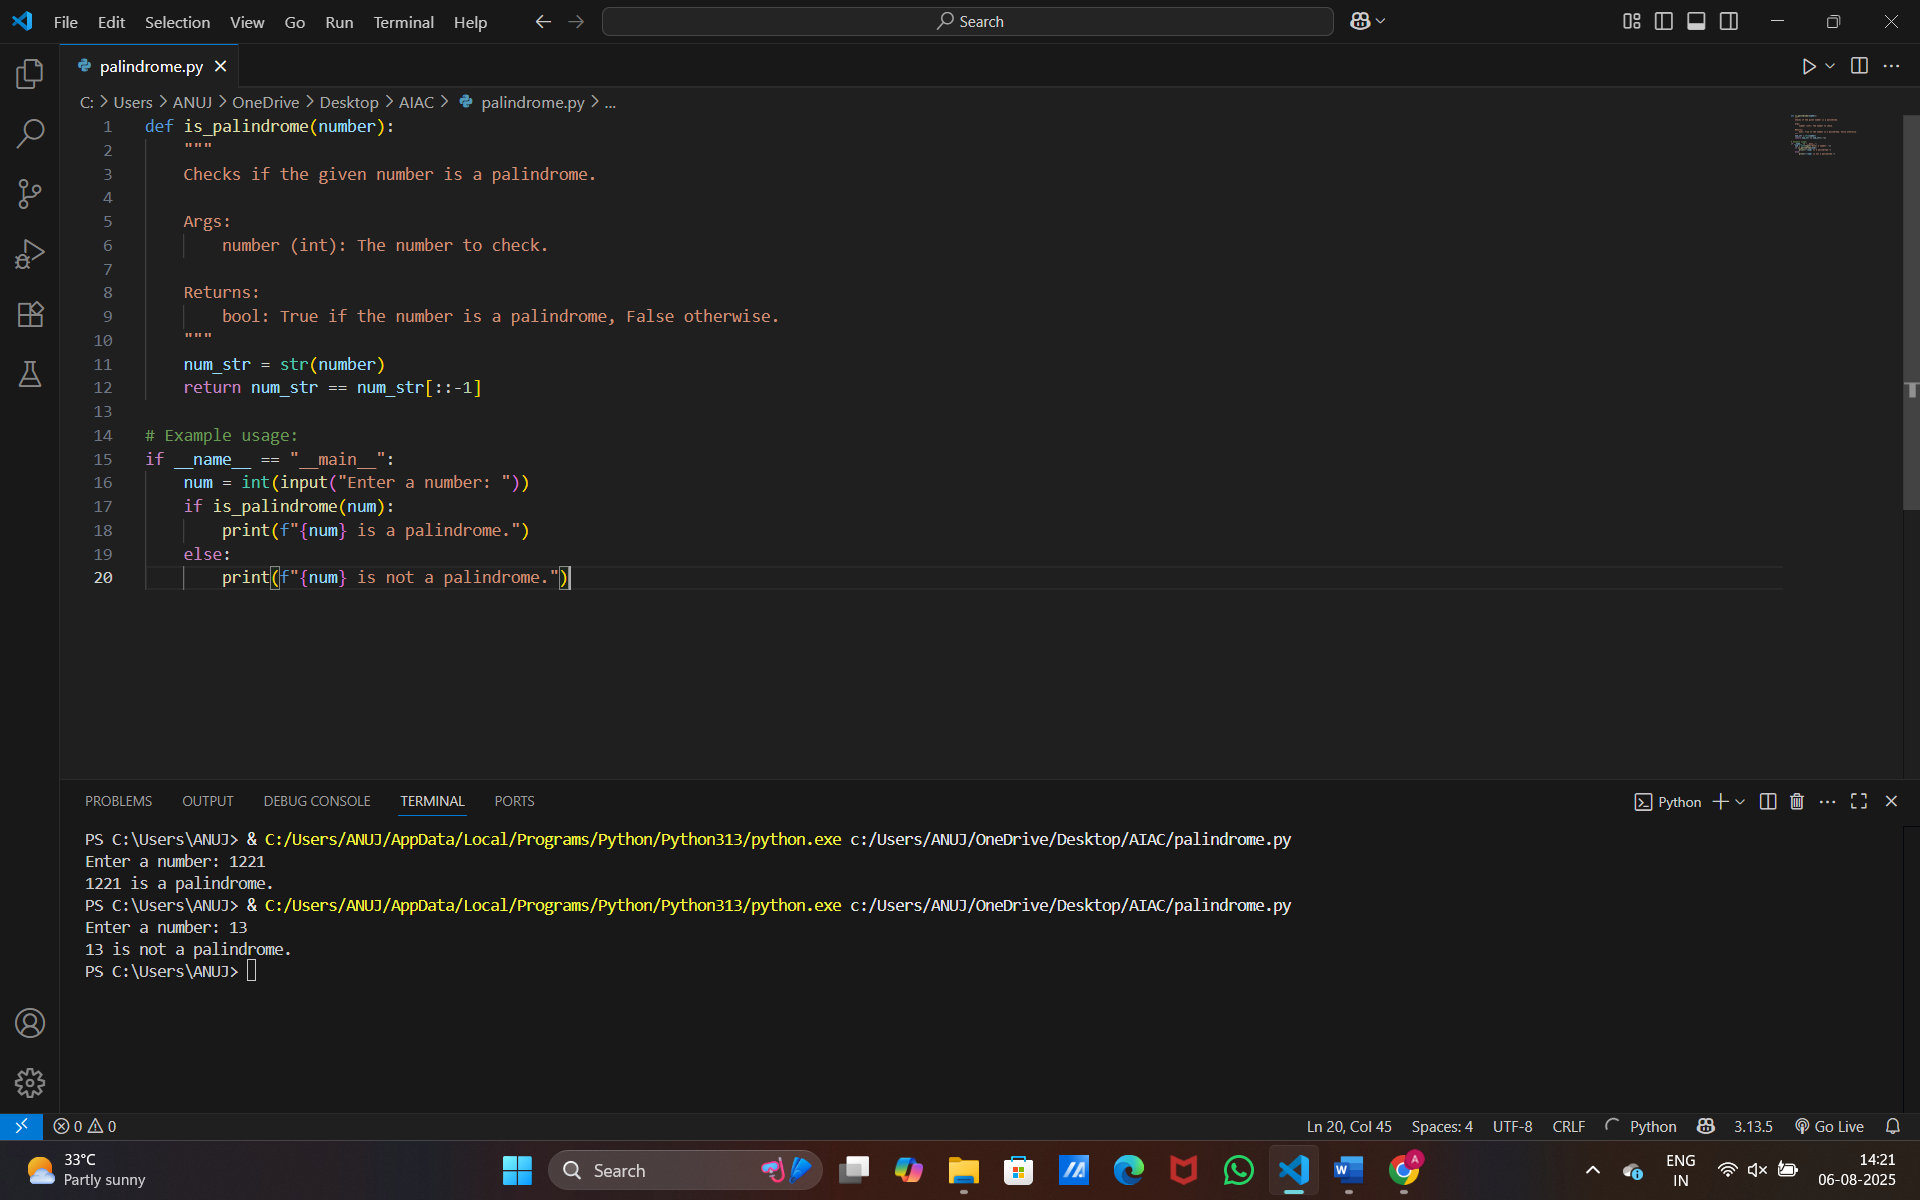 File Edit Selection View Go Run Terminal Help
Search
palindrome.py
C: > Users > ANUJ > OneDrive > Desktop > AIAC > palindrome.py > ...
1 def is_palindrome(number):
2 """
3 Checks if the given number is a palindrome.
4
5 Args:
6 number (int): The number to check.
7
8 Returns:
9 bool: True if the number is a palindrome, False otherwise.
10 """
11 num_str = str(number)
12 return num_str == num_str[::-1]
13
14 # Example usage:
15 if __name__ == "__main__":
16 num = int(input("Enter a number: "))
17 if is_palindrome(num):
18 print(f"{num} is a palindrome.")
19 else:
20 print(f"{num} is not a palindrome.")
PROBLEMS OUTPUT DEBUG CONSOLE TERMINAL PORTS
Python
PS C:\Users\ANUJ> & C:/Users/ANUJ/AppData/Local/Programs/Python/Python313/python.exe c:/Users/ANUJ/OneDrive/Desktop/AIAC/palindrome.py
Enter a number: 1221
1221 is a palindrome.
PS C:\Users\ANUJ> & C:/Users/ANUJ/AppData/Local/Programs/Python/Python313/python.exe c:/Users/ANUJ/OneDrive/Desktop/AIAC/palindrome.py
Enter a number: 13
13 is not a palindrome.
PS C:\Users\ANUJ>
0 0 Ln 20, Col 45 Spaces: 4 UTF-8 CRLF Python 3.13.5 Go Live
33°C
Partly sunny
Search
A
W
ENG
IN
14:21
06-08-2025